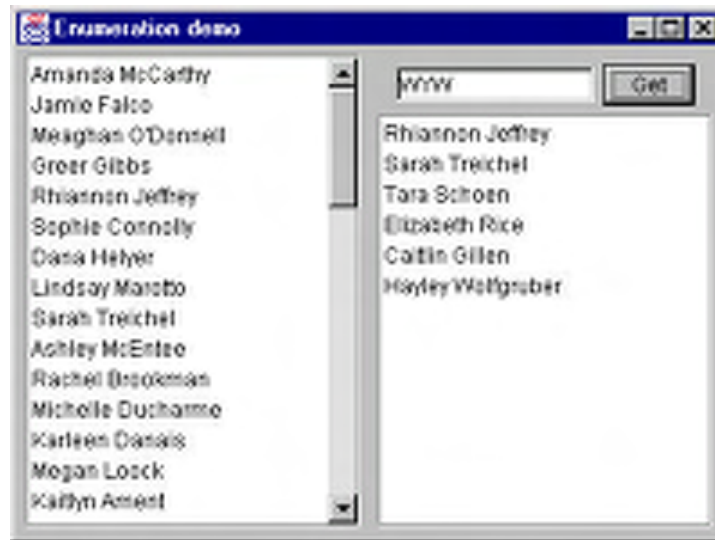 Enumeration demo
Amanda McCarthy
Jamie Falco
Meaghan O'Donnell
Greer Gibbs
Rhiannon Jeffrey
Sophie Connolly
Dana Helyer
Lindsay Marotto
Sarah Treichel
Ashley McEntee
Rachel Brookman
Michelle Ducharme
Karleen Danais
Megan Loock
Kaitlyn Ament
WYW
Get
Rhiannon Jeffrey
Sarah Treichel
Tara Schoen
Elizabeth Rice
Caitlin Gillen
Hayley Wolfgruber